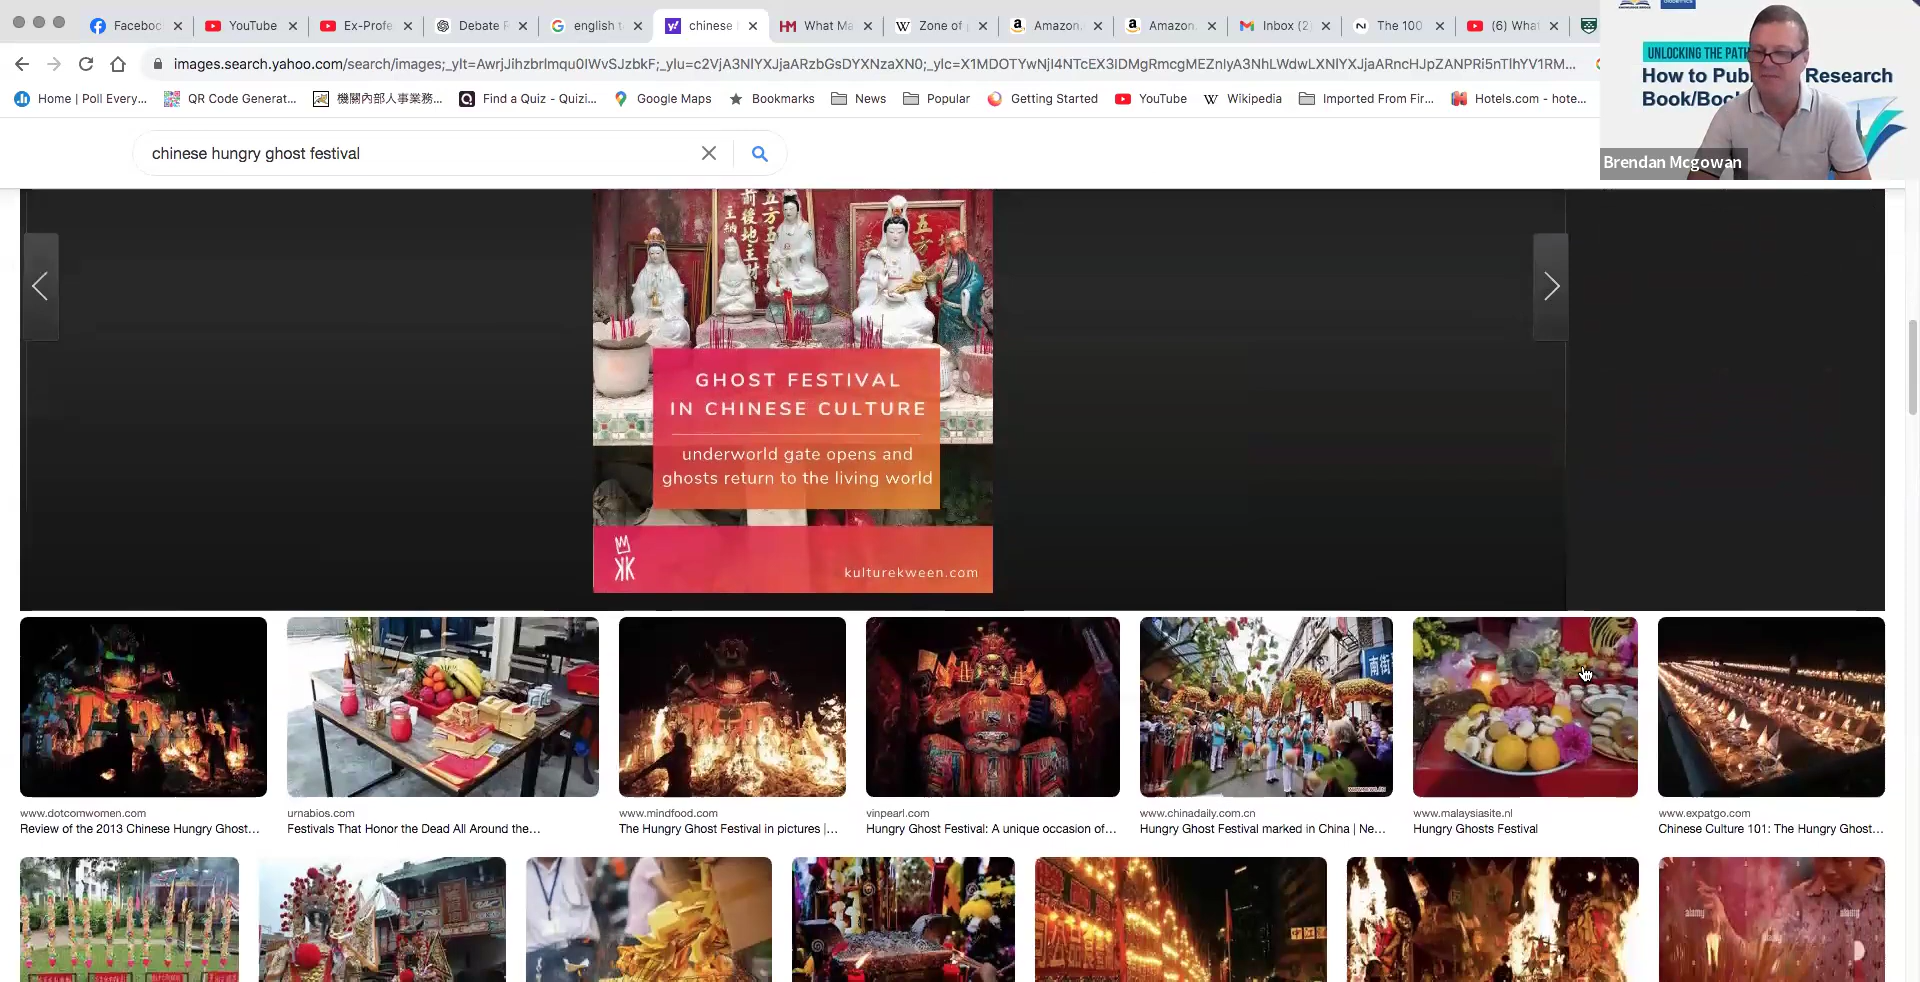 Faceboo
YouTube
Ex-Profe
Debate
english t
chinese
What Ma
Zone of
Amazon.
Amazon.
Inbox (2
The 100
(6) What
images.search.yahoo.com/search/images;_ylt=
Home | Poll Every...
QR Code Generat...
機關內部人事業務...
Find a Quiz - Quizi...
Google Maps
Bookmarks
News
Popular
Getting Started
YouTube
Wikipedia
Imported From Fir...
Hotels.com - hote...
UNLOCKING THE PAT
How to Pub Research
Book/Boo
Brendan Mcgowan
chinese hungry ghost festival
GHOST FESTIVAL
IN CHINESE CULTURE
underworld gate opens and
ghosts return to the living world
kulturekween.com
www.dotcomwomen.com
Review of the 2013 Chinese Hungry Ghost...
urnabios.com
Festivals That Honor the Dead All Around the...
www.mindfood.com
The Hungry Ghost Festival in pictures |...
vinpearl.com
Hungry Ghost Festival: A unique occasion of...
www.chinadaily.com.cn
Hungry Ghost Festival marked in China | Ne...
www.malaysiasite.nl
Hungry Ghosts Festival
www.expatgo.com
Chinese Culture 101: The Hungry Ghost...
alamy
alamy